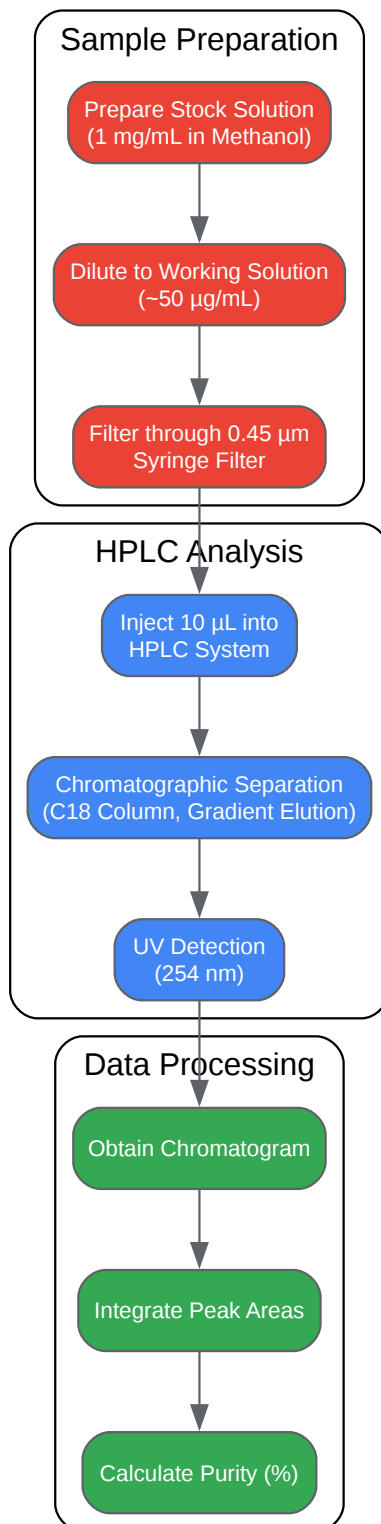 Sample Preparation
Prepare Stock Solution
(1 mg/mL in Methanol)
Dilute to Working Solution
(~50 µg/mL)
Filter through 0.45 µm
Syringe Filter
HPLC Analysis
Inject 10 µL into
HPLC System
Chromatographic Separation
(C18 Column, Gradient Elution)
UV Detection
(254 nm)
Data Processing
Obtain Chromatogram
Integrate Peak Areas
Calculate Purity (%)